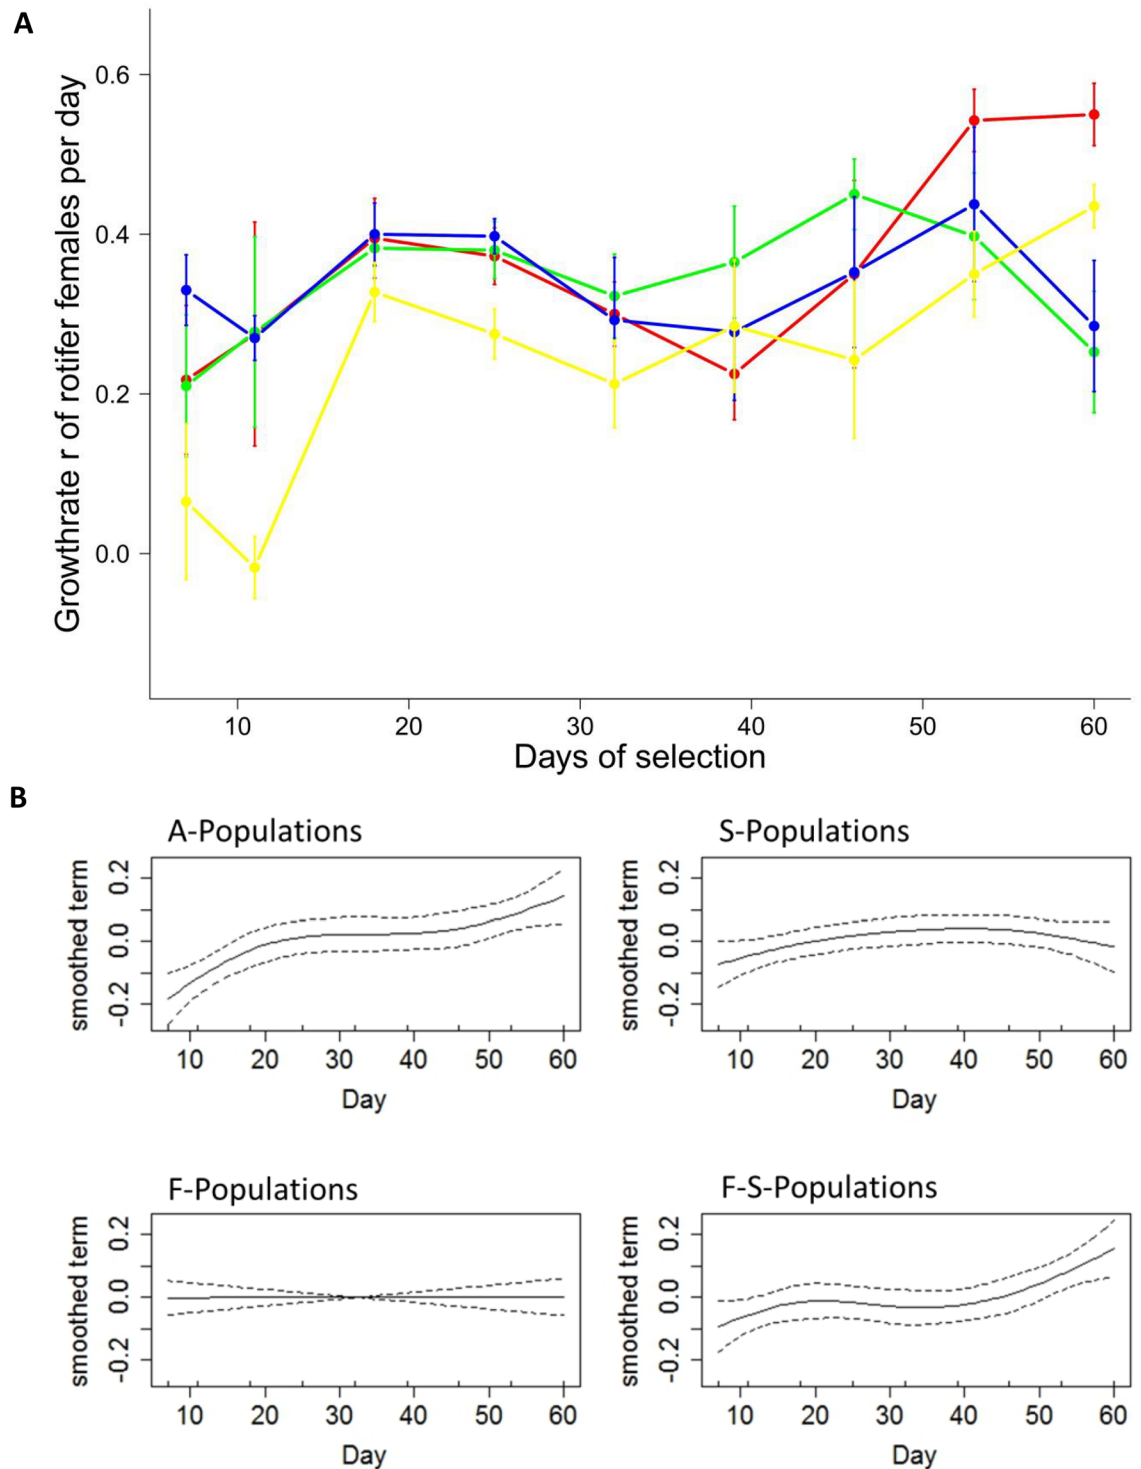 A
Growthrate r of rotifer females per day
0.6
0.4
0.2
0.0
10 20 30 40 50 60
Days of selection
B
A-Populations
smoothed term
0.2
0.0
-0.2
10 20 30 40 50 60
Day
S-Populations
smoothed term
0.2
0.0
-0.2
10 20 30 40 50 60
Day
F-Populations
smoothed term
0.2
0.0
-0.2
10 20 30 40 50 60
Day
F-S-Populations
smoothed term
0.2
0.0
-0.2
10 20 30 40 50 60
Day